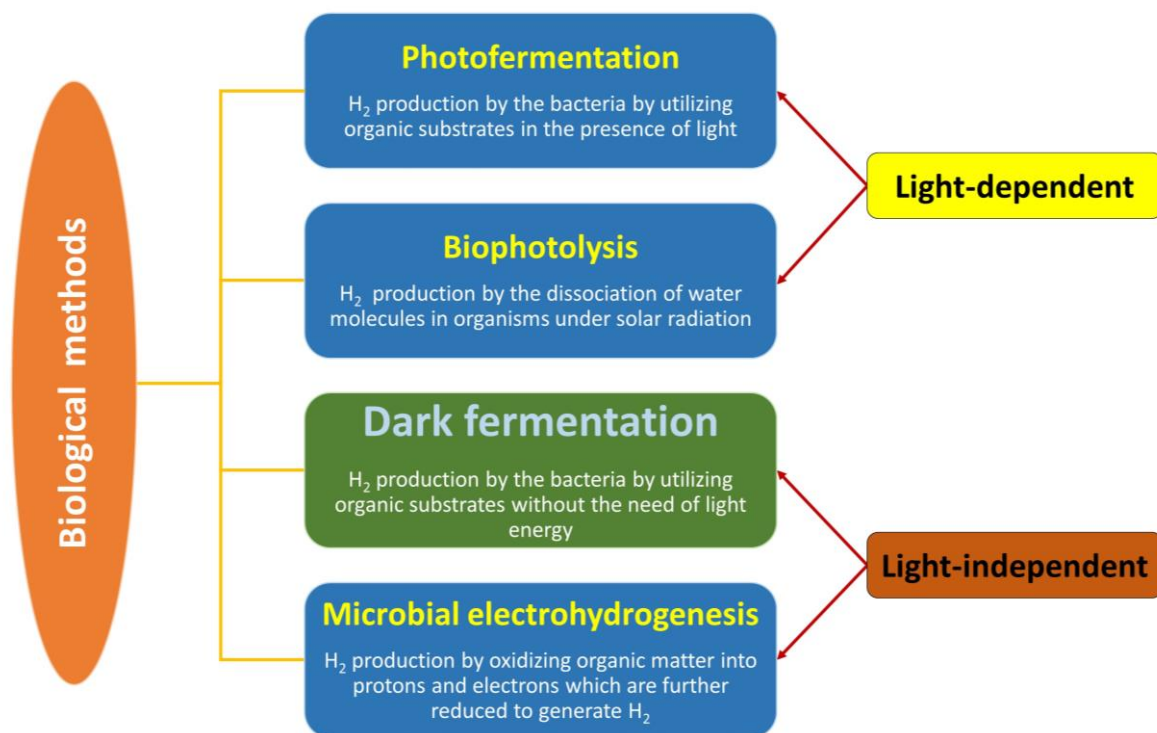 Biological methods
Photofermentation
H₂ production by the bacteria by utilizing
organic substrates in the presence of light
Biophotolysis
H₂ production by the dissociation of water
molecules in organisms under solar radiation
Dark fermentation
H₂ production by the bacteria by utilizing
organic substrates without the need of light
energy
Microbial electrohydrogenesis
H₂ production by oxidizing organic matter into
protons and electrons which are further
reduced to generate H₂
Light-dependent
Light-independent